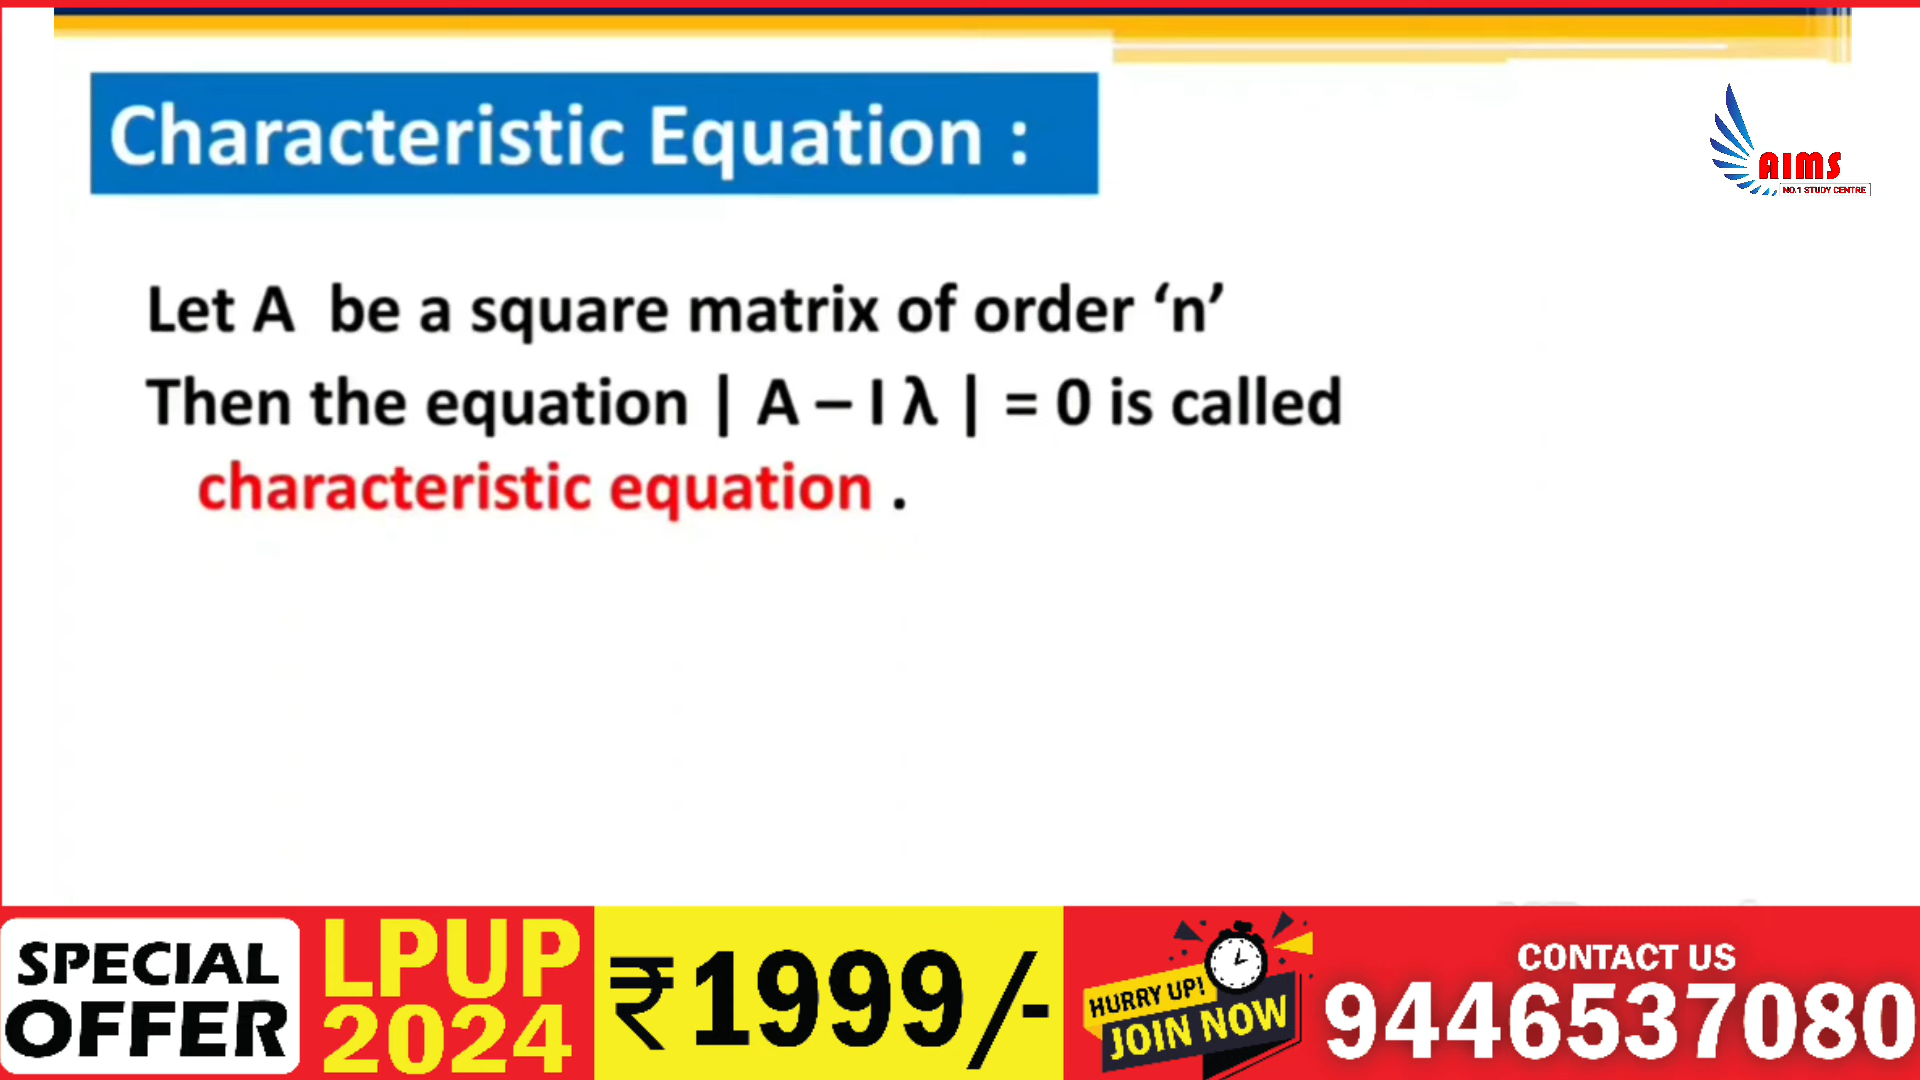 Characteristic Equation :
AIMS
NO.1 STUDY CENTRE
Let A be a square matrix of order ‘n’
Then the equation | A – I λ | = 0 is called
characteristic equation .
SPECIAL
OFFER
LPUP
2024
₹1999/-
HURRY UP!
JOIN NOW
CONTACT US
9446537080